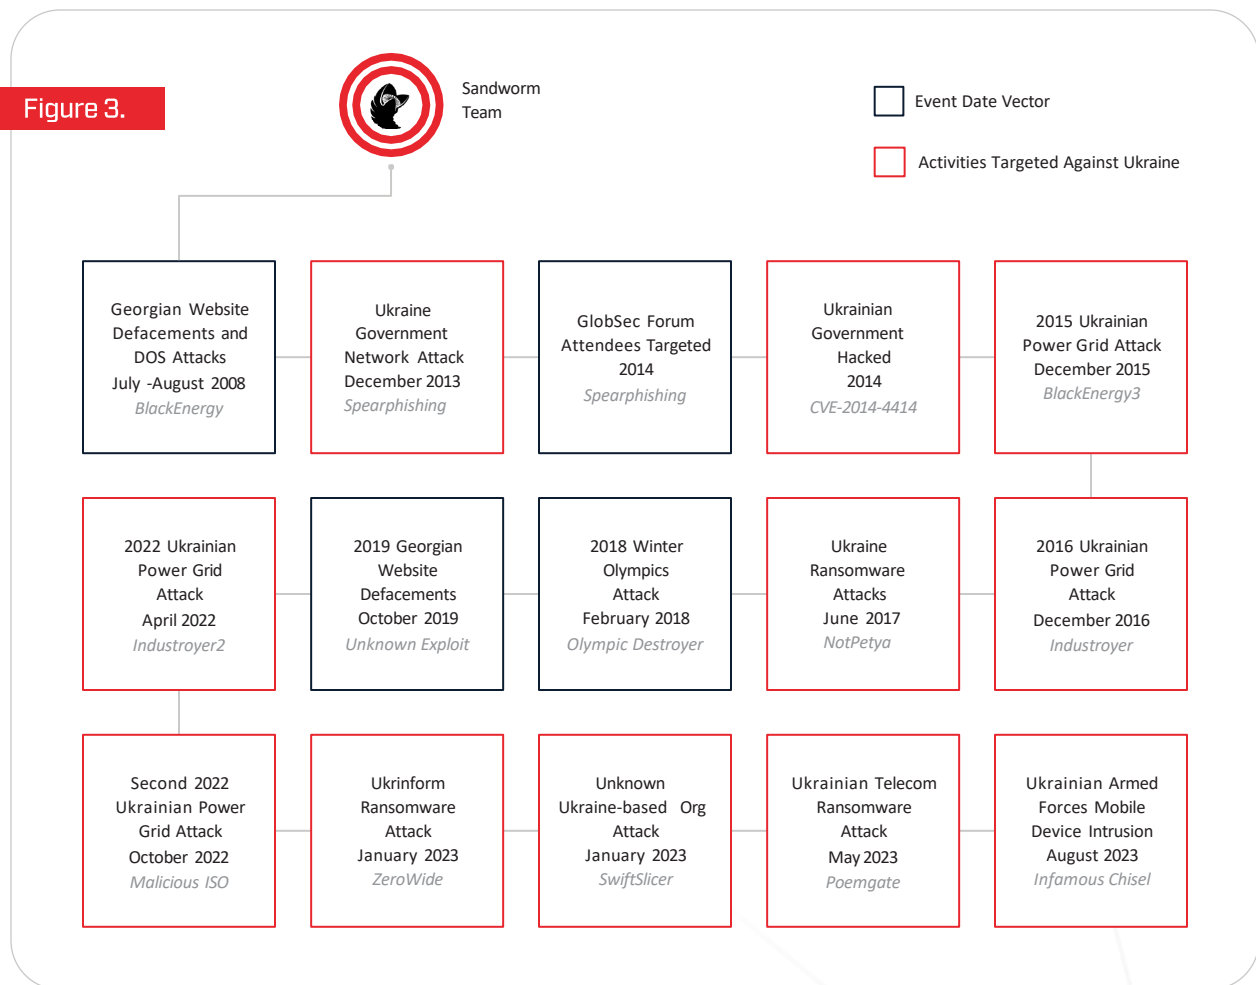 Figure 3.
Sandworm
Team
Event Date Vector
Activities Targeted Against Ukraine
Georgian Website
Defacements and
DOS Attacks
July -August 2008
BlackEnergy
Ukraine
Government
Network Attack
December 2013
Spearphishing
GlobSec Forum
Attendees Targeted
2014
Spearphishing
Ukrainian
Government
Hacked
2014
CVE-2014-4414
2015 Ukrainian
Power Grid Attack
December 2015
BlackEnergy3
2022 Ukrainian
Power Grid
Attack
April 2022
Industroyer2
2019 Georgian
Website
Defacements
October 2019
Unknown Exploit
2018 Winter
Olympics
Attack
February 2018
Olympic Destroyer
Ukraine
Ransomware
Attacks
June 2017
NotPetya
2016 Ukrainian
Power Grid
Attack
December 2016
Industroyer
Second 2022
Ukrainian Power
Grid Attack
October 2022
Malicious ISO
Ukrinform
Ransomware
Attack
January 2023
ZeroWide
Unknown
Ukraine-based Org
Attack
January 2023
SwiftSlicer
Ukrainian Telecom
Ransomware
Attack
May 2023
Poemgate
Ukrainian Armed
Forces Mobile
Device Intrusion
August 2023
Infamous Chisel